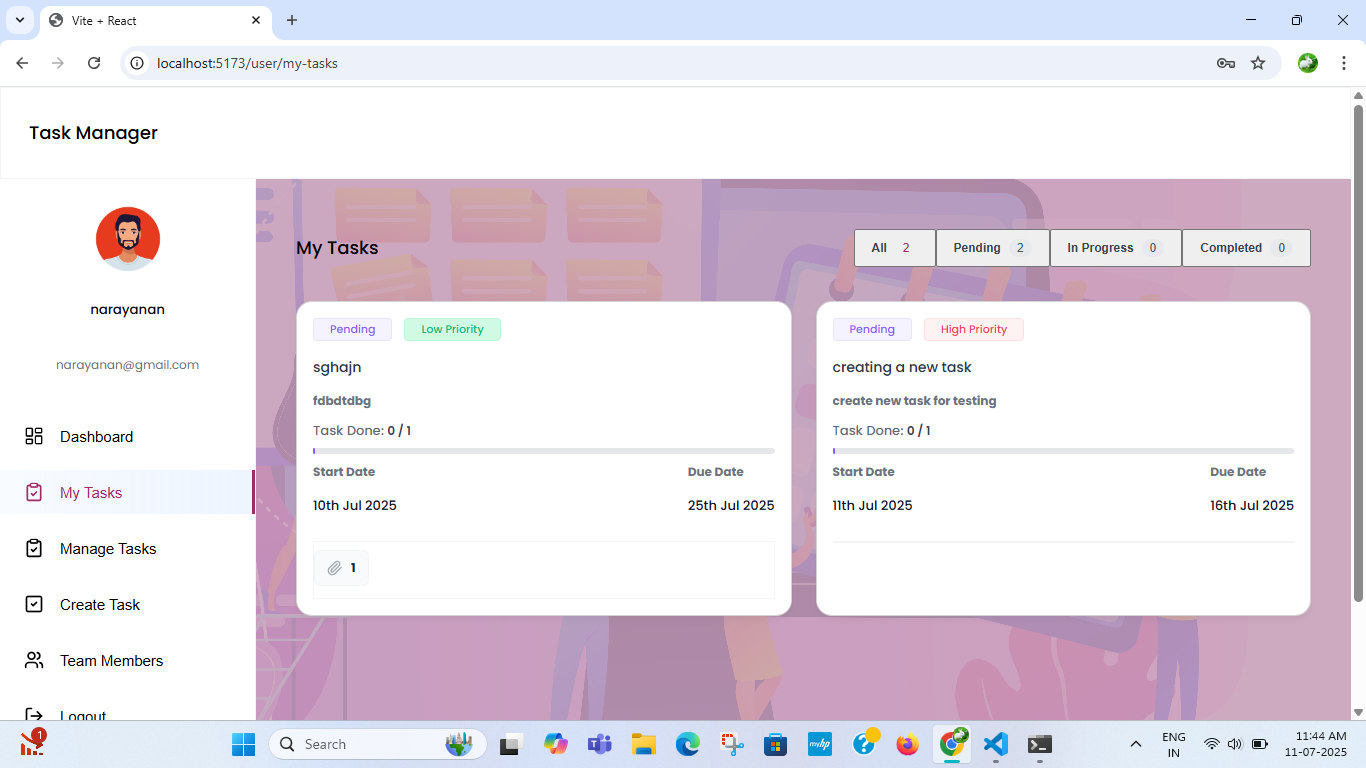 Vite + React
localhost:5173/user/my-tasks
Task Manager
narayanan
narayanan@gmail.com
Dashboard
My Tasks
Manage Tasks
Create Task
Team Members
Logout
My Tasks
All 2 Pending 2 In Progress 0 Completed 0
Pending Low Priority
sghajn
fdbdtdbg
Task Done: 0 / 1
Start Date Due Date
10th Jul 2025 25th Jul 2025
1
Pending High Priority
creating a new task
create new task for testing
Task Done: 0 / 1
Start Date Due Date
11th Jul 2025 16th Jul 2025
1
Search
myhp
ENG
IN
11:44 AM
11-07-2025